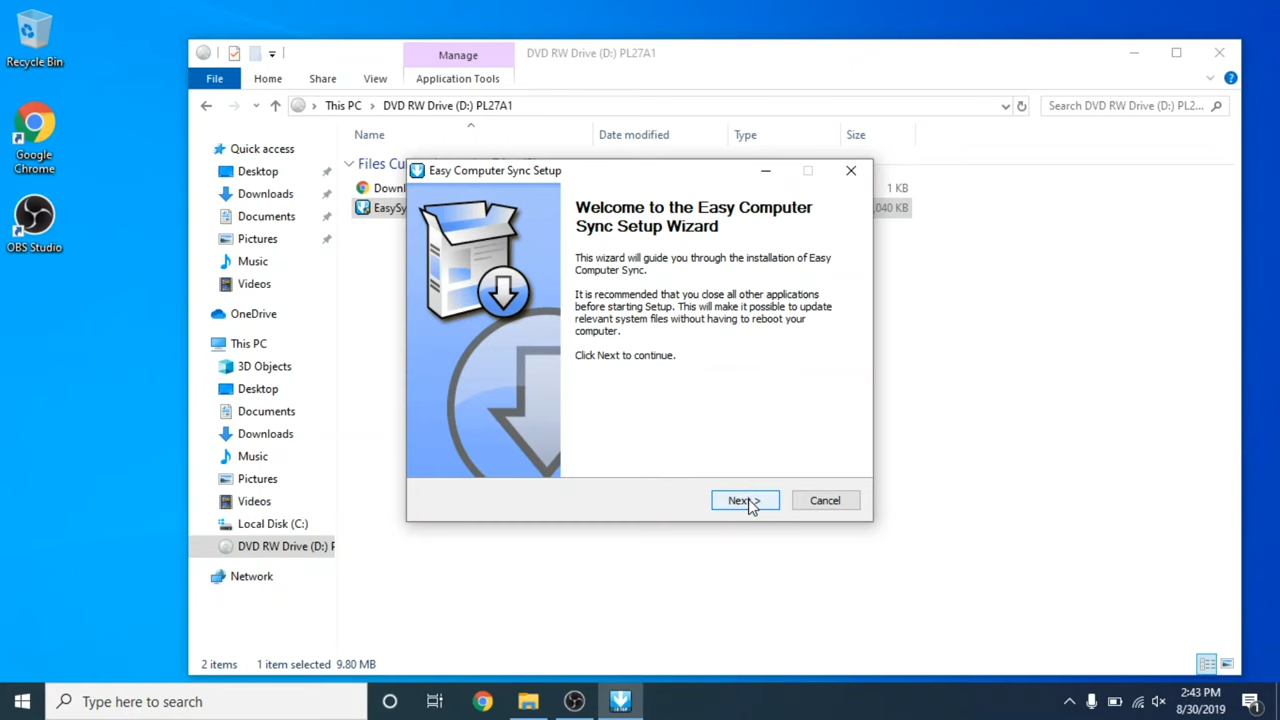 Recycle Bin
Google
Chrome
OBS Studio
Manage
DVD RW Drive (D:) PL27A1
File
Home
Share
View
Application Tools
This PC
DVD RW Drive (D:) PL27A1
Search DVD RW Drive (D:) PL2...
Quick access
Desktop
Downloads
Documents
Pictures
Music
Videos
OneDrive
This PC
3D Objects
Desktop
Documents
Downloads
Music
Pictures
Videos
Local Disk (C:)
DVD RW Drive (D:) P
Network
Name
Date modified
Type
Size
Files Cu
Downl
1 KB
EasySy
,040 KB
Easy Computer Sync Setup
Welcome to the Easy Computer
Sync Setup Wizard
This wizard will guide you through the installation of Easy
Computer Sync.
It is recommended that you close all other applications
before starting Setup. This will make it possible to update
relevant system files without having to reboot your
computer.
Click Next to continue.
Next >
Cancel
2 items
1 item selected 9.80 MB
Type here to search
2:43 PM
8/30/2019
1